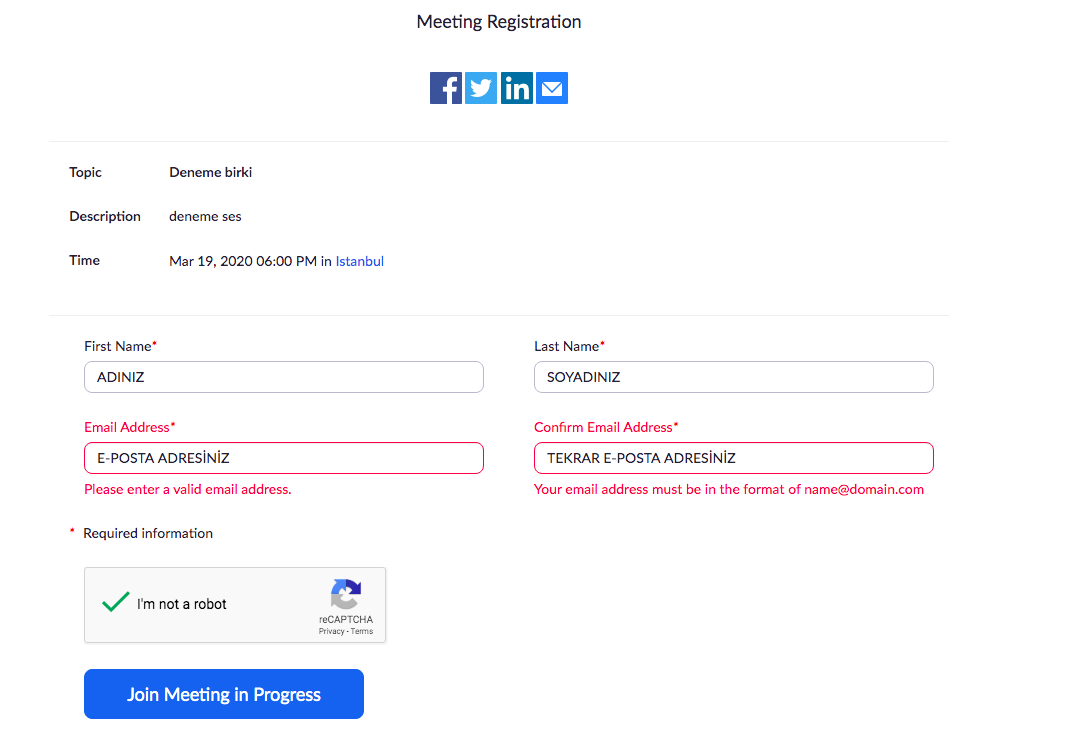 Meeting Registration
f in
Topic Deneme birki
Description deneme ses
Time Mar 19, 2020 06:00 PM in Istanbul
First Name* Last Name*
ADINIZ SOYADINIZ
Email Address* Confirm Email Address*
E-POSTA ADRESİNİZ TEKRAR E-POSTA ADRESİNİZ
Please enter a valid email address. Your email address must be in the format of name@domain.com
* Required information
I'm not a robot
reCAPTCHA
Privacy - Terms
Join Meeting in Progress